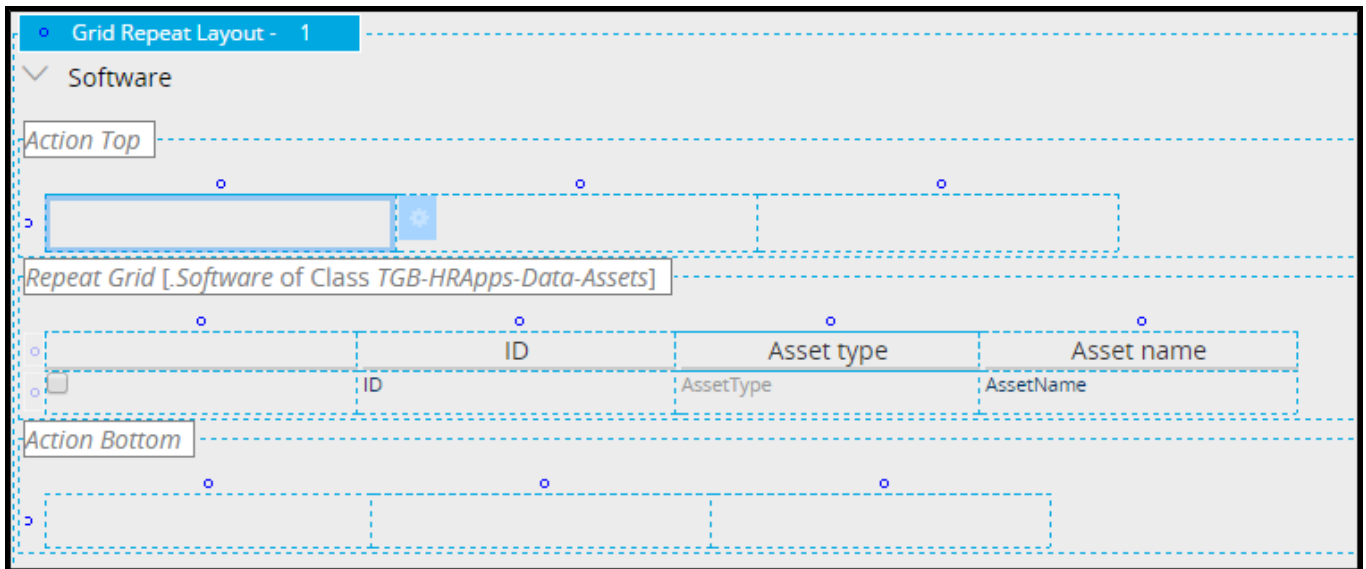 Grid Repeat Layout - 1
Software
Action Top
Repeat Grid [.Software of Class TGB-HRApps-Data-Assets]
ID Asset type Asset name
ID AssetType AssetName
Action Bottom